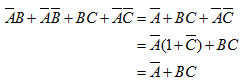 A̅B + A̅B̅ + BC + A̅C̅ = A̅ + BC + A̅C̅
= A̅(1 + C̅) + BC
= A̅ + BC